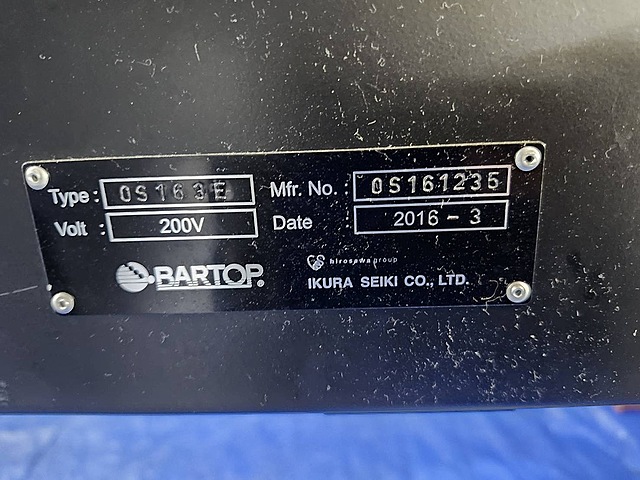 Type : OS163E Mfr. No. : OS161235
Volt : 200V Date 2016-3
BARTOP® hirosawa group
IKURA SEIKI CO., LTD.